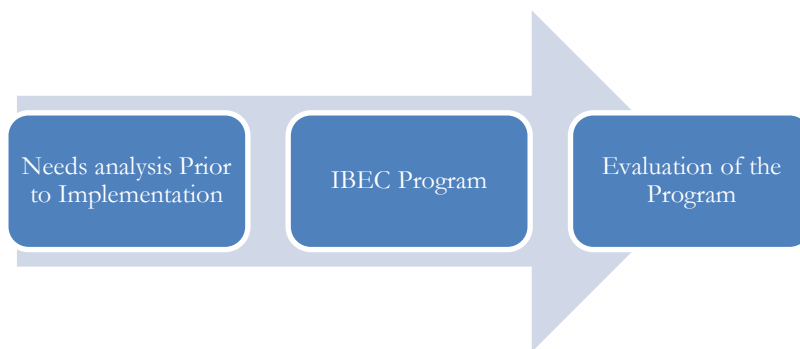 Needs analysis Prior
to Implementation
IBEC Program
Evaluation of the
Program